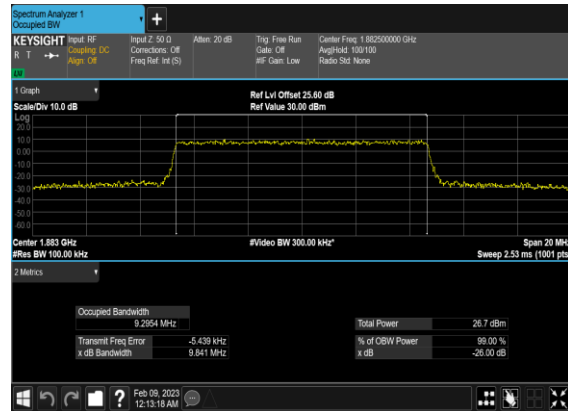 Spectrum Analyzer 1
Occupied BW
+
KEYSIGHT Input: RF Input Z: 50 Ω Atten: 20 dB Trig: Free Run Center Freq: 1.882500000 GHz
R T Coupling: DC Corrections: Off Gate: Off Avg|Hold: 100/100
Align: Off Freq Ref: Int (S) #IF Gain: Low Radio Std: None
1 Graph
Ref Lvl Offset 25.60 dB
Scale/Div 10.0 dB Ref Value 30.00 dBm
Log
20.0
10.0
0.00
-10.0
-20.0
-30.0
-40.0
-50.0
-60.0
Center 1.883 GHz #Video BW 300.00 kHz* Span 20 MHz
#Res BW 100.00 kHz Sweep 2.53 ms (1001 pts
2 Metrics
Occupied Bandwidth
9.2954 MHz Total Power 26.7 dBm
Transmit Freq Error -5.439 kHz % of OBW Power 99.00 %
x dB Bandwidth 9.841 MHz x dB -26.00 dB
? Feb 09, 2023
12:13:18 AM